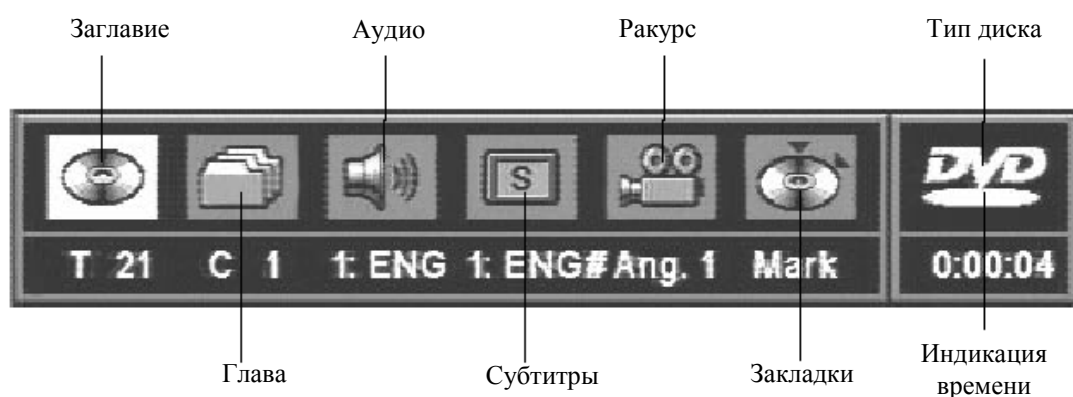 Заглавие Аудио Ракурс Тип диска
S DVD
T 21 C 1 1: ENG 1: ENG# Ang. 1 Mark 0:00:04
Глава Субтитры Закладки Индикация
времени